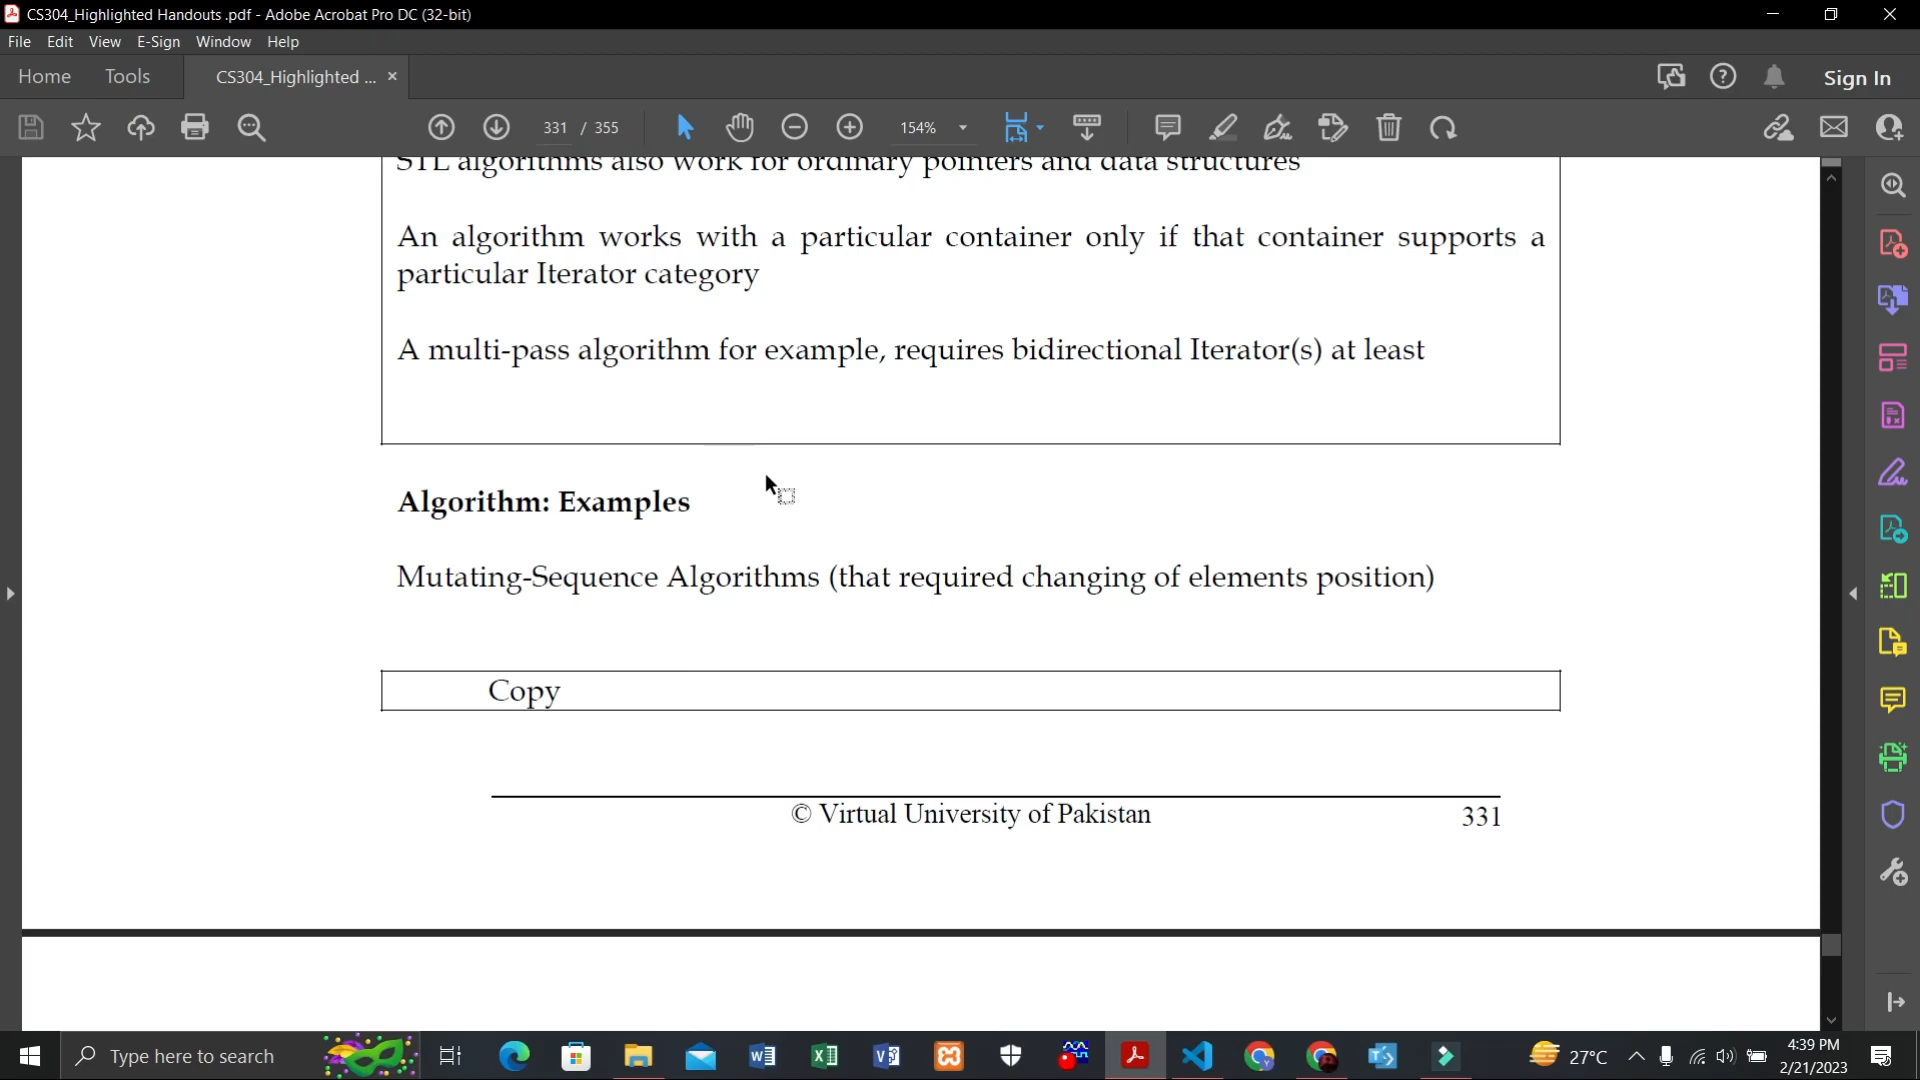 CS304_Highlighted Handouts .pdf - Adobe Acrobat Pro DC (32-bit)
File Edit View E-Sign Window Help
Home Tools CS304_Highlighted ... × Sign In
331 / 355 154%
STL algorithms also work for ordinary pointers and data structures
An algorithm works with a particular container only if that container supports a
particular Iterator category
A multi-pass algorithm for example, requires bidirectional Iterator(s) at least
Algorithm: Examples
Mutating-Sequence Algorithms (that required changing of elements position)
Copy
© Virtual University of Pakistan 331
Type here to search 27°C 4:39 PM
2/21/2023